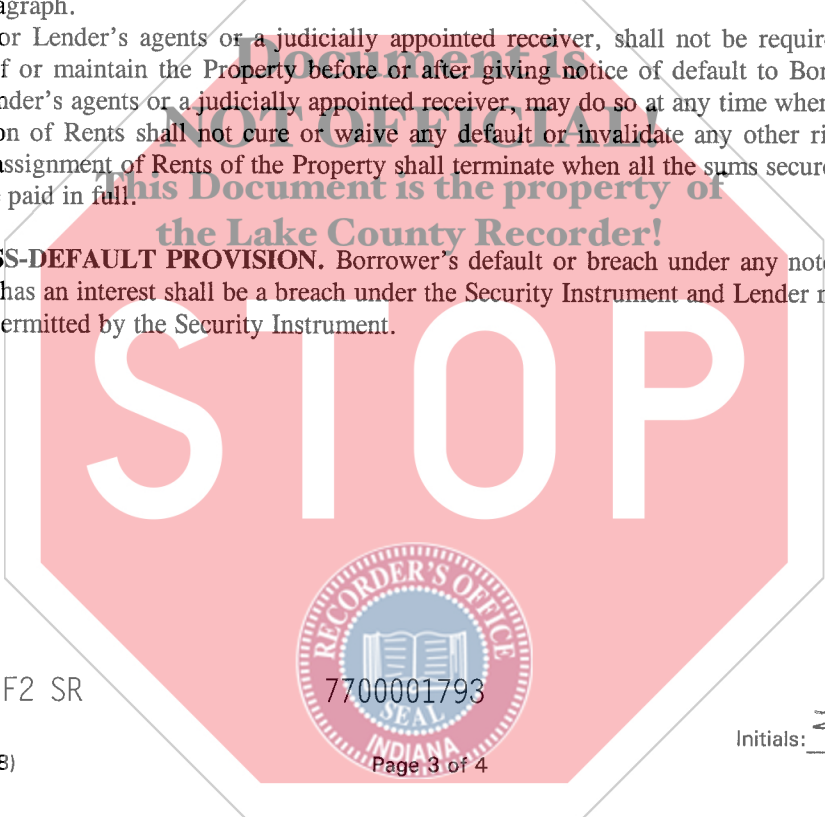 agraph.
or Lender's agents or a judicially appointed receiver, shall not be requir
f or maintain the Property before or after giving notice of default to Bor
nder's agents or a judicially appointed receiver, may do so at any time when
on of Rents shall not cure or waive any default or invalidate any other ri
assignment of Rents of the Property shall terminate when all the sums secure
paid in full.
Document is
NOT OFFICIAL!
This Document is the property of
the Lake County Recorder!
SS-DEFAULT PROVISION. Borrower's default or breach under any note
has an interest shall be a breach under the Security Instrument and Lender
ermitted by the Security Instrument.
STOP
RECORDER'S OFFICE
F2 SR
7700001793
SEAL
INDIANA
Initials:
8)
Page 3 of 4